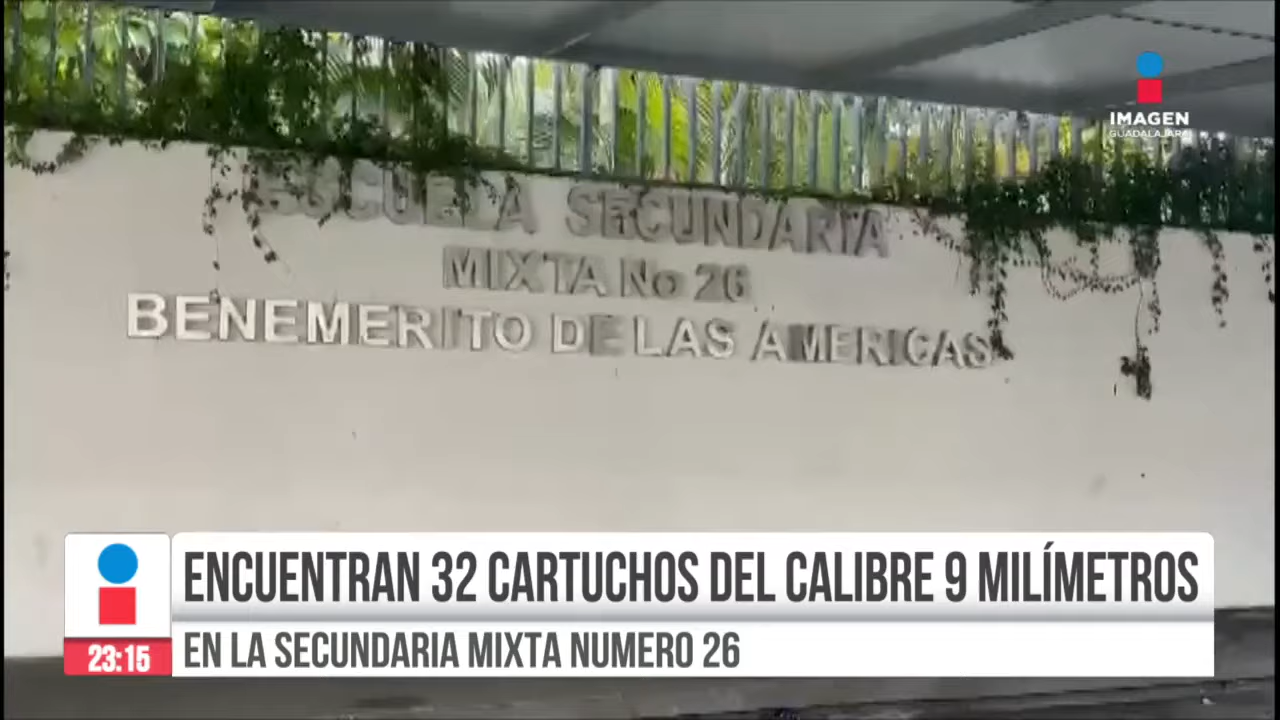 IMAGEN
GUADALAJARA
ESCUELA SECUNDARIA
MIXTA No 26
BENEMERITO DE LAS AMERICAS
ENCUENTRAN 32 CARTUCHOS DEL CALIBRE 9 MILÍMETROS
23:15
EN LA SECUNDARIA MIXTA NUMERO 26